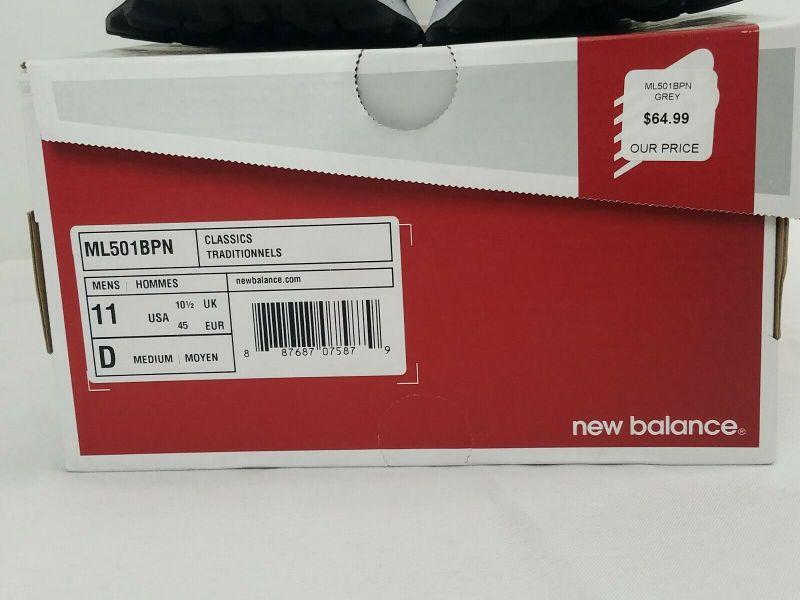 ML501BPN
GREY
$64.99
OUR PRICE
ML501BPN
CLASSICS
TRADITIONNELS
MENS | HOMMES
newbalance.com
11 USA 10½ UK
45 EUR
D MEDIUM | MOYEN
8 87687 07587 9
new balance®